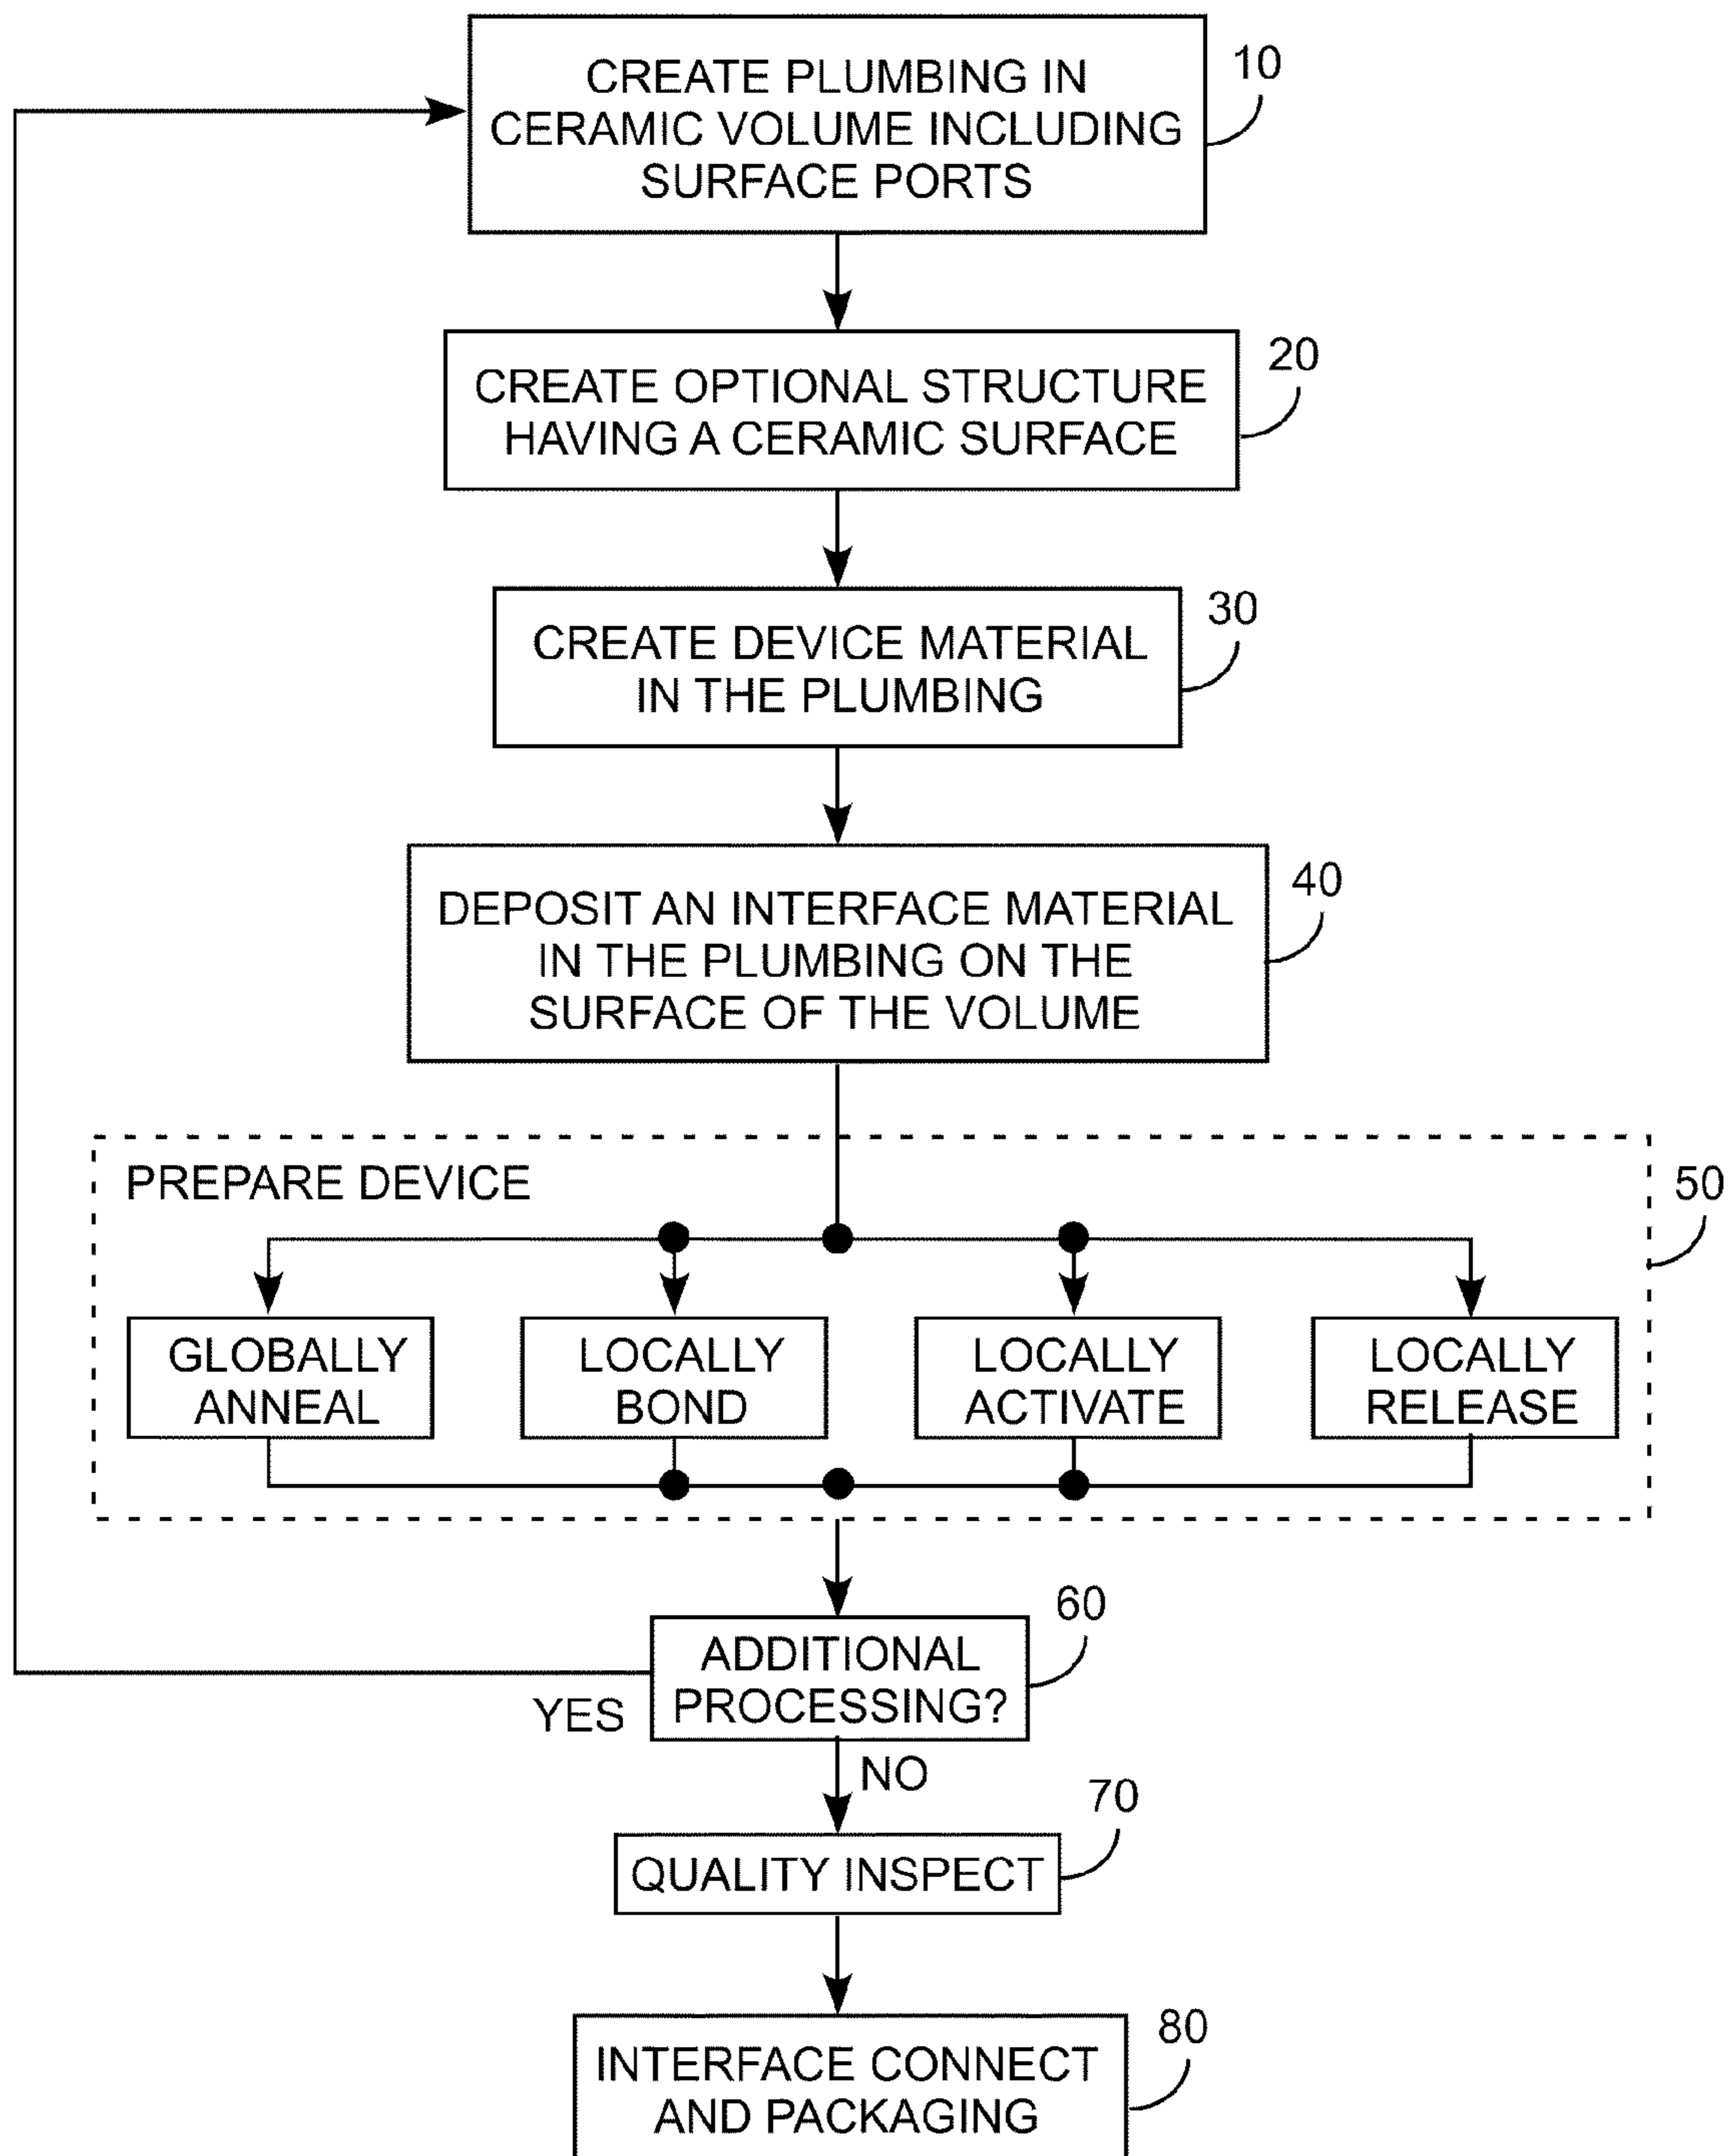 CREATE PLUMBING IN
CERAMIC VOLUME INCLUDING
SURFACE PORTS
10
CREATE OPTIONAL STRUCTURE
HAVING A CERAMIC SURFACE
20
CREATE DEVICE MATERIAL
IN THE PLUMBING
30
DEPOSIT AN INTERFACE MATERIAL
IN THE PLUMBING ON THE
SURFACE OF THE VOLUME
40
PREPARE DEVICE
50
GLOBALLY
ANNEAL
LOCALLY
BOND
LOCALLY
ACTIVATE
LOCALLY
RELEASE
ADDITIONAL
PROCESSING?
60
YES
NO
QUALITY INSPECT
70
INTERFACE CONNECT
AND PACKAGING
80